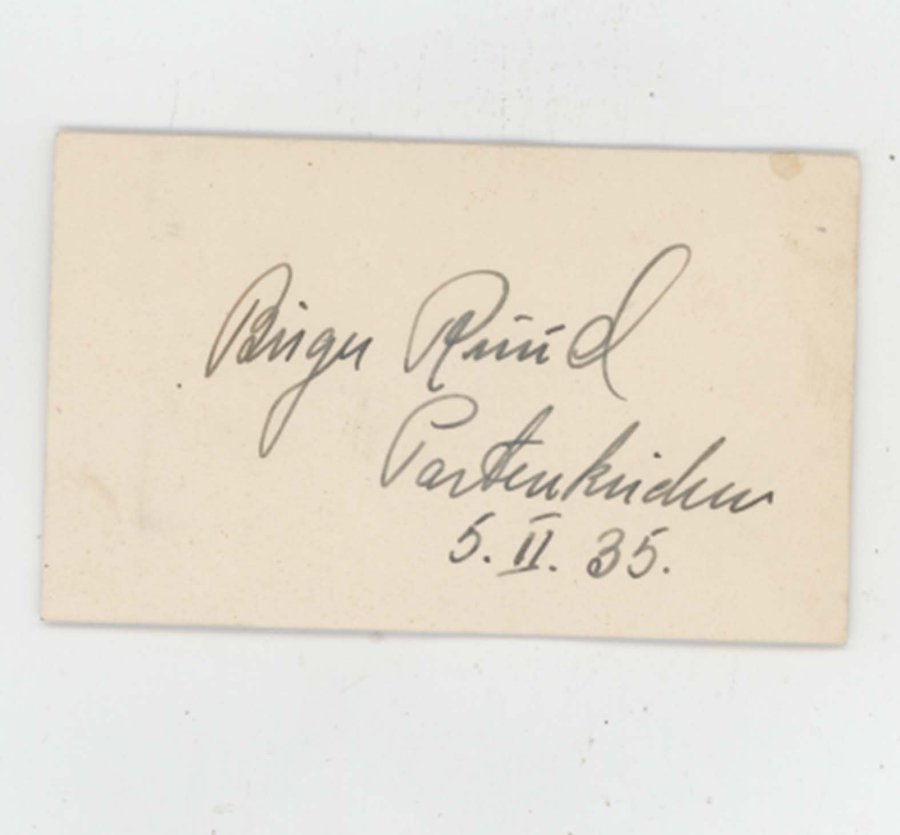 Birger Ruud
Partenkirchen
5. II. 35.